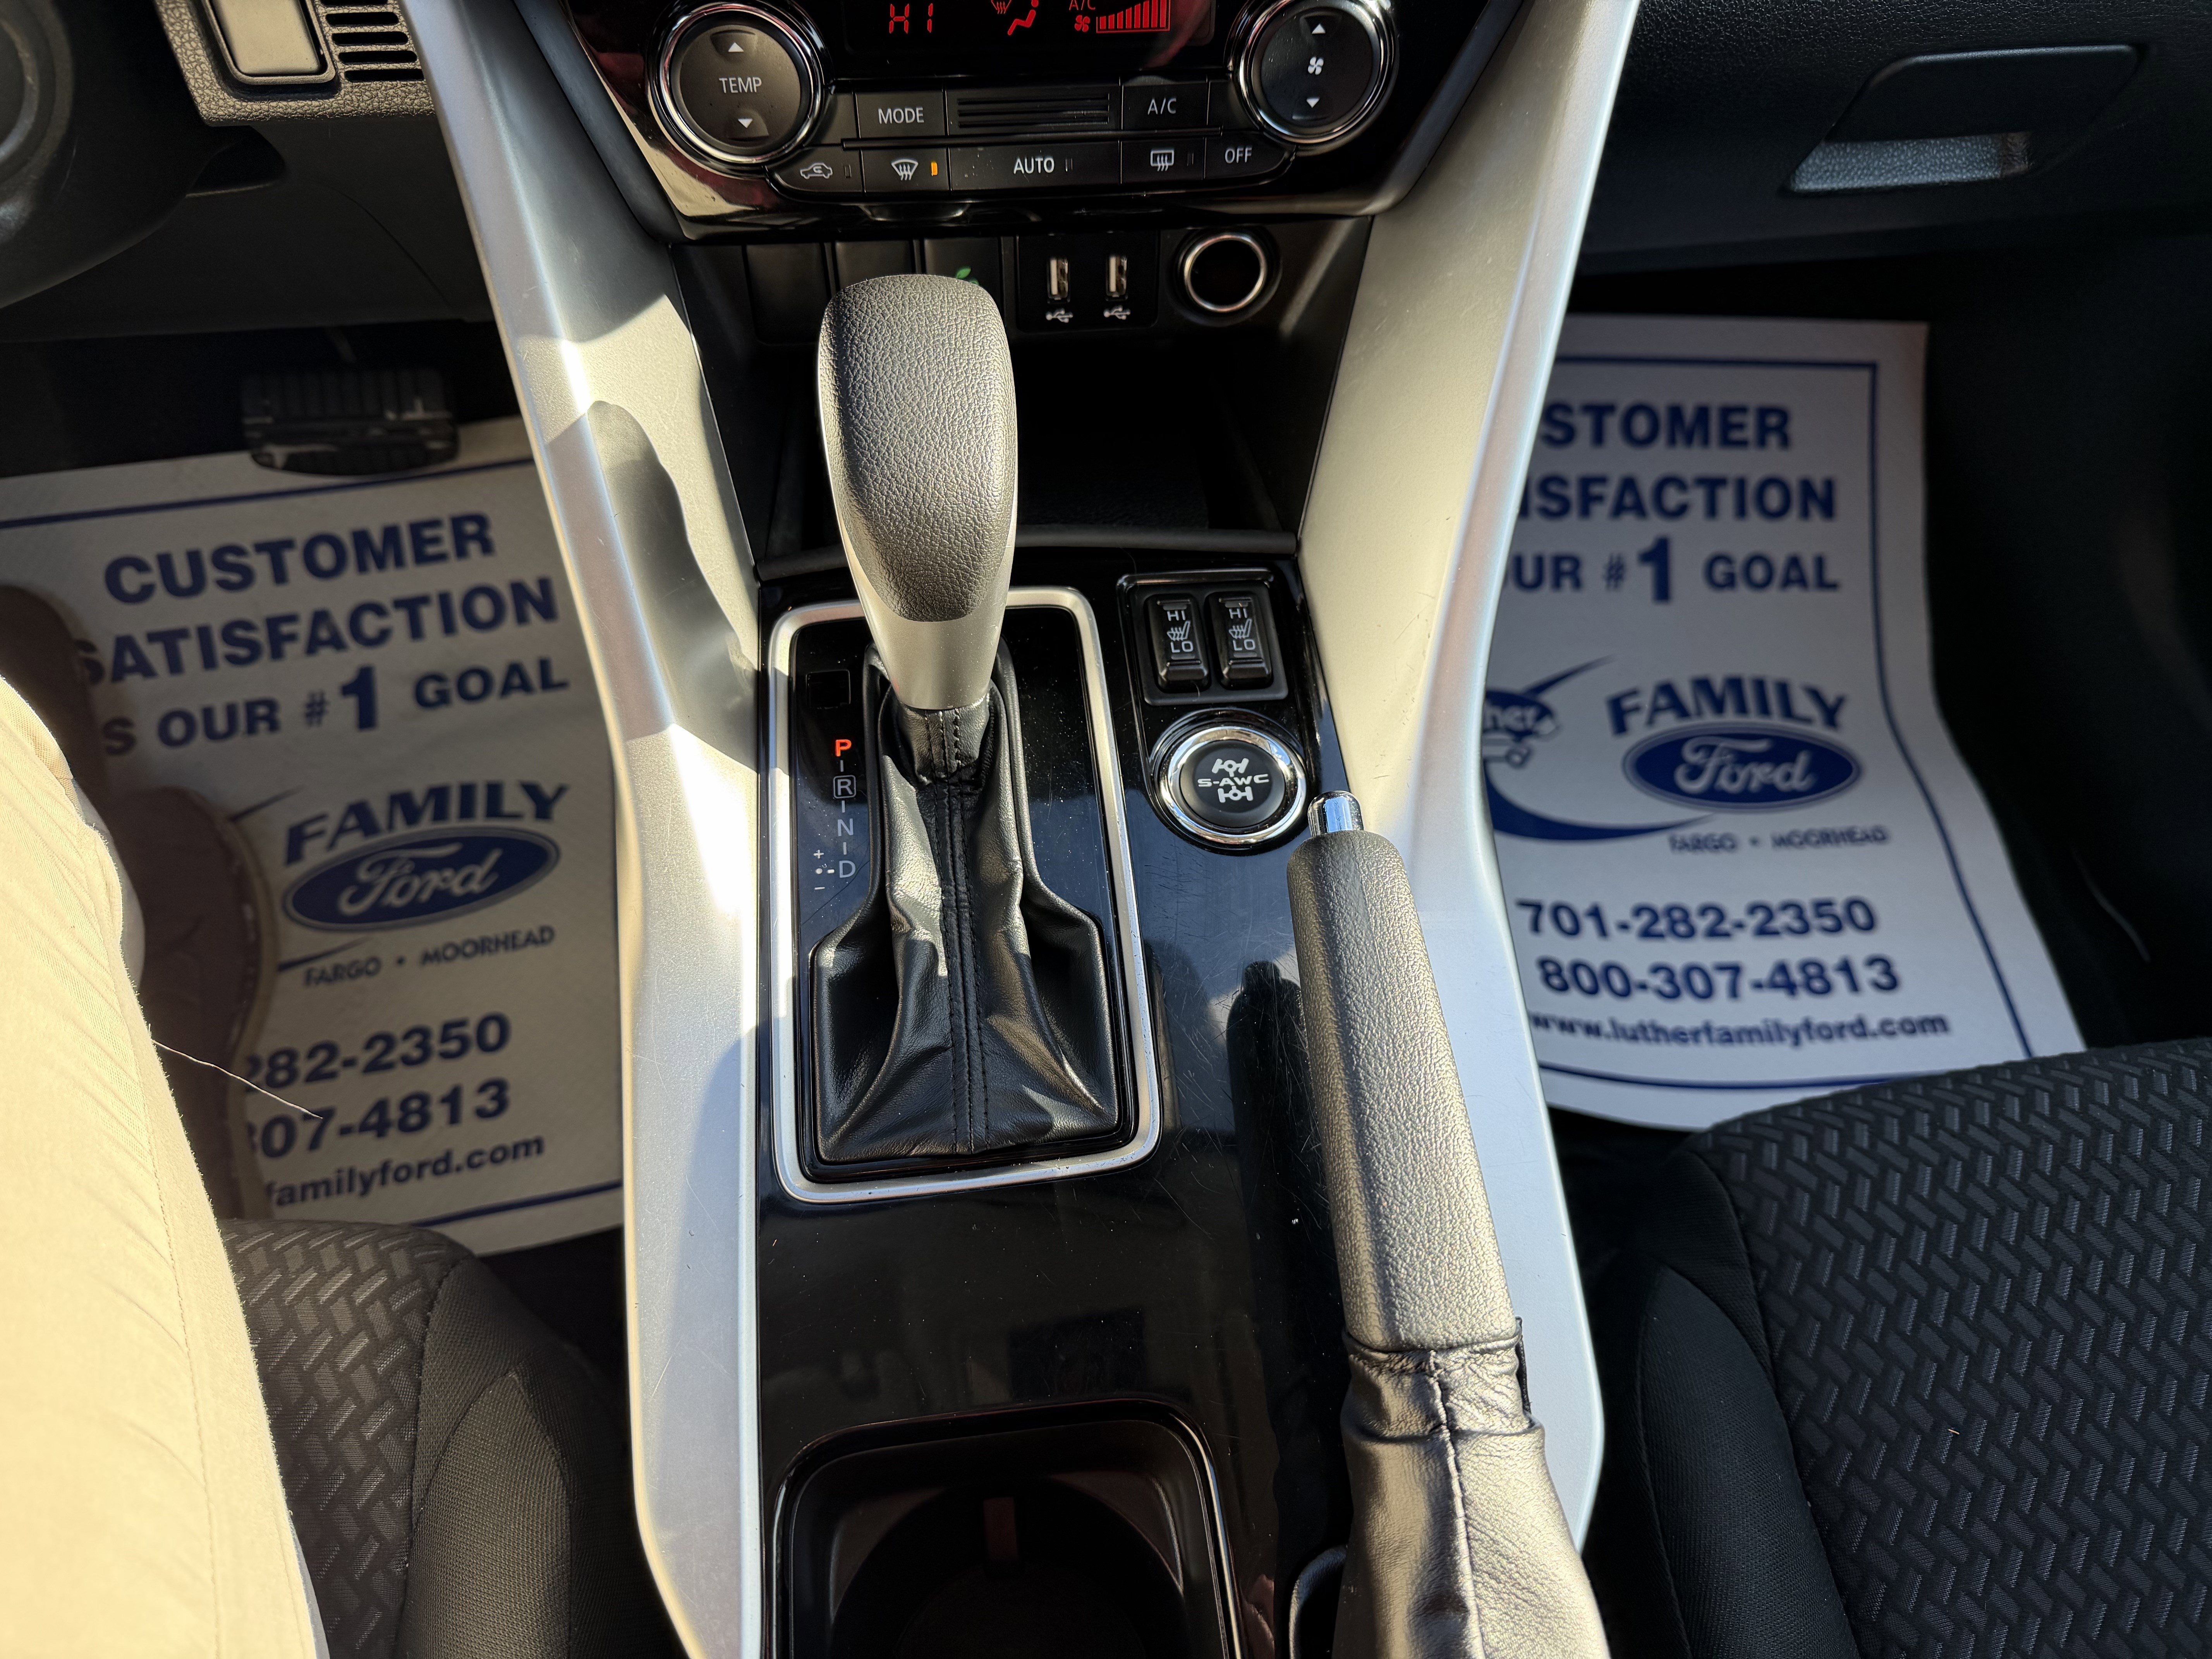 HI
A/C
TEMP
MODE
A/C
AUTO
OFF
HI
LO
HI
LO
S-AWC
P
R
N
+
D
-
CUSTOMER
SATISFACTION
S OUR #1 GOAL
FAMILY
Ford
FARGO • MOORHEAD
282-2350
307-4813
familyford.com
STOMER
ISFACTION
UR #1 GOAL
her
FAMILY
Ford
FARGO • MOORHEAD
701-282-2350
800-307-4813
www.lutherfamilyford.com